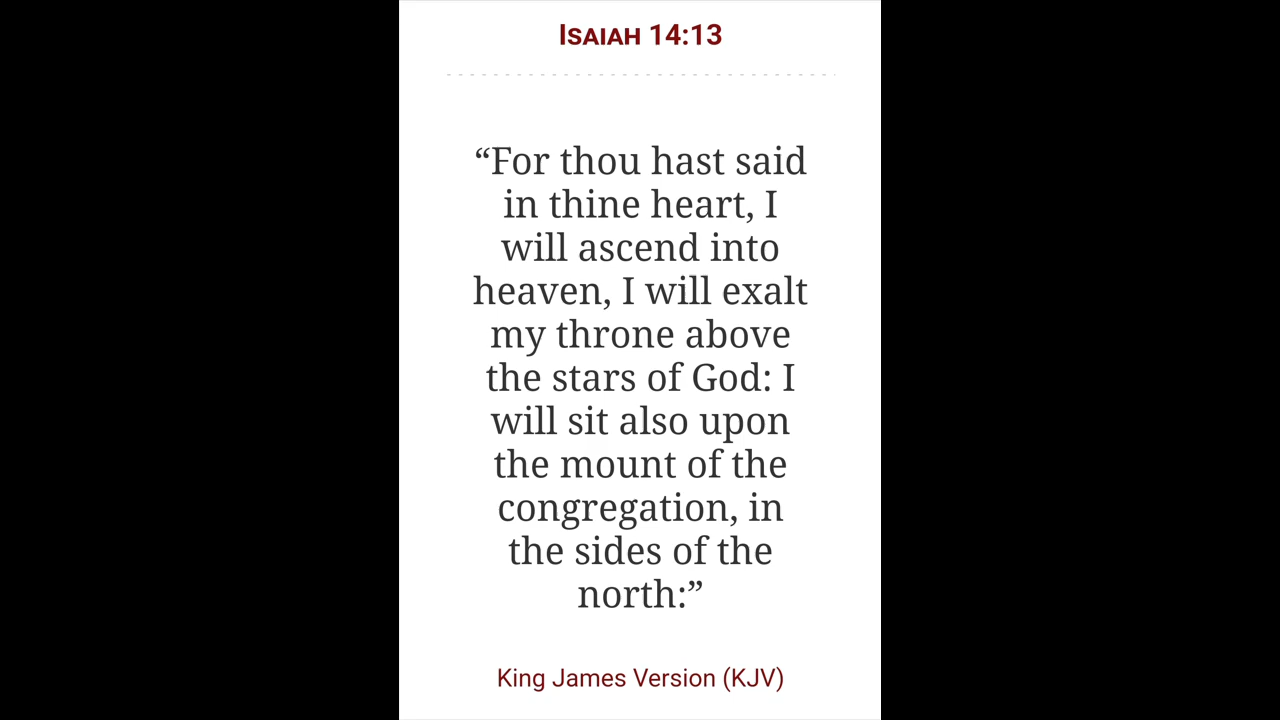 Isaiah 14:13
“For thou hast said
in thine heart, I
will ascend into
heaven, I will exalt
my throne above
the stars of God: I
will sit also upon
the mount of the
congregation, in
the sides of the
north:”
King James Version (KJV)